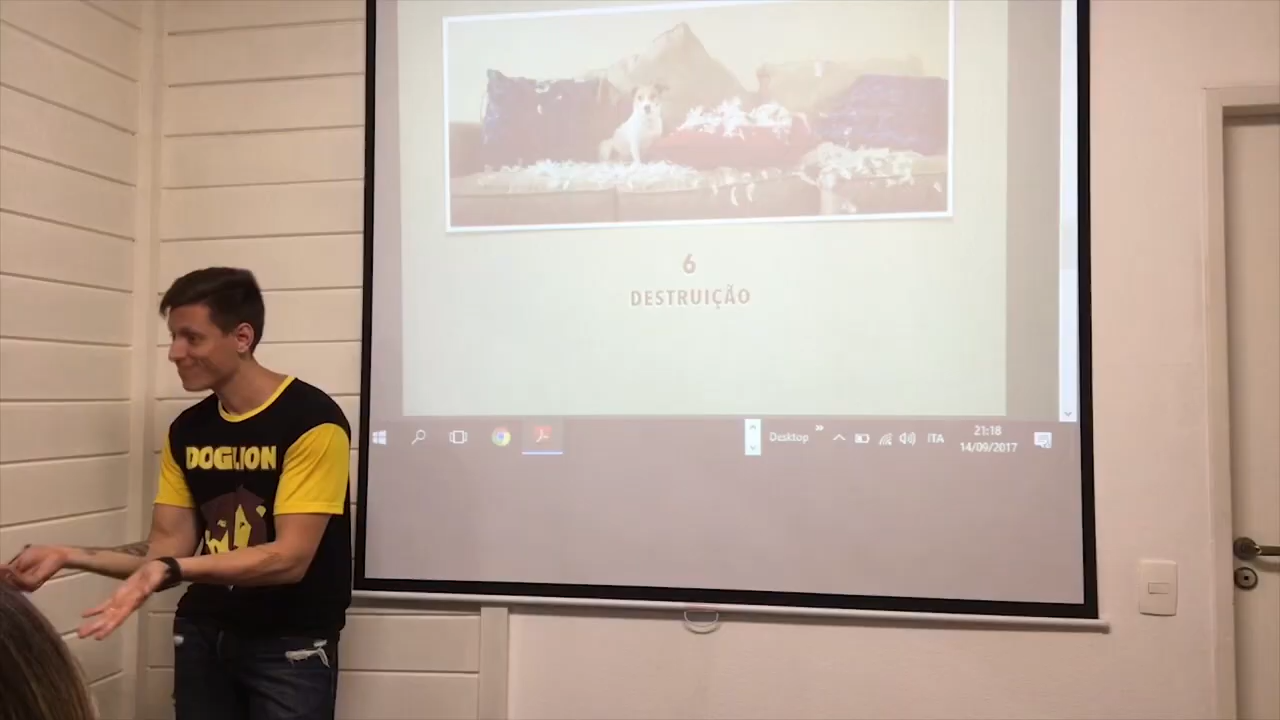 6
DESTRUIÇÃO
DOGLION
Desktop
ITA
21:18
14/09/2017